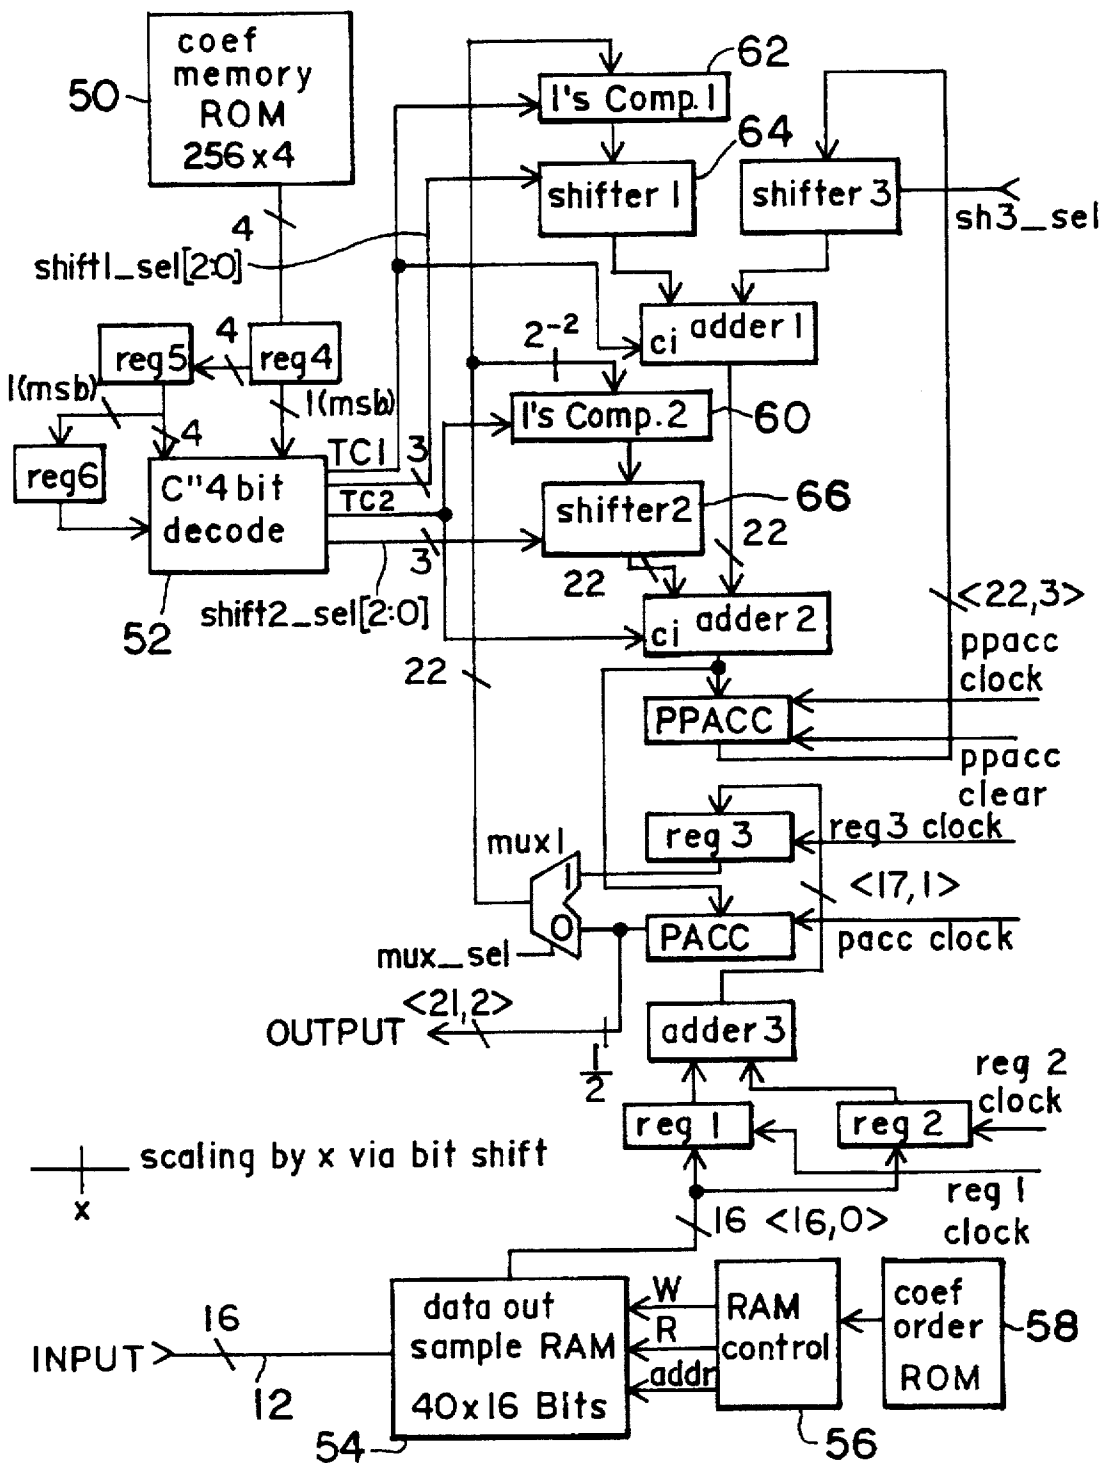 50
coef
memory
ROM
256x4
62
1's Comp. 1
64
shifter 1
shifter 3
sh3_sel
4
shift1_sel[2:0]
ci adder 1
2-2
reg5
4
reg4
1(msb)
4
1(msb)
1's Comp. 2
60
reg6
C"4 bit
decode
TC1
3
TC2
3
52
shift2_sel[2:0]
shifter2
66
22
22
ci adder 2
<22,3>
22
ppacc
clock
PPACC
ppacc
clear
reg 3
reg3 clock
mux1
1
0
<17,1>
PACC
pacc clock
mux_sel
<21,2>
OUTPUT
1
2
adder 3
reg 2
clock
reg 1
reg 2
scaling by x via bit shift
x
reg 1
clock
16 <16,0>
INPUT
16
12
data out
sample RAM
40x16 Bits
54
W
R
addr
RAM
control
56
coef
order
ROM
58